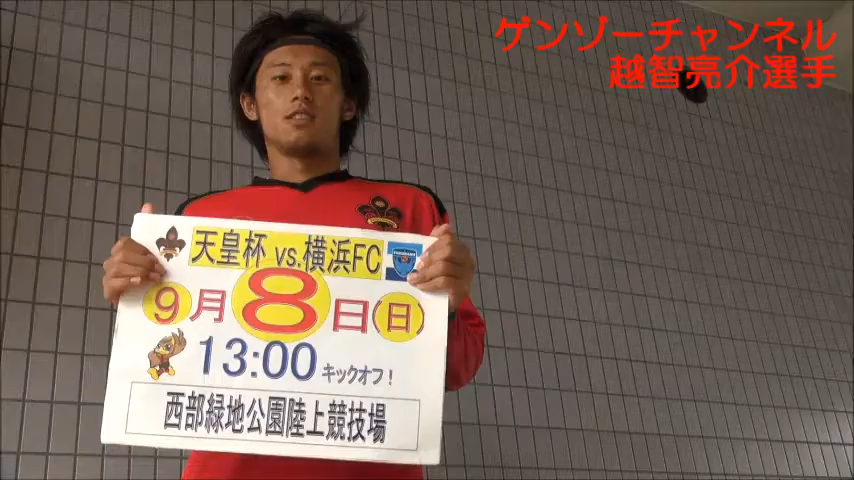 ゲンゾーチャンネル
越智亮介選手
天皇杯 vs.横浜FC
9月8日(日)
13:00 キックオフ!
西部緑地公園陸上競技場